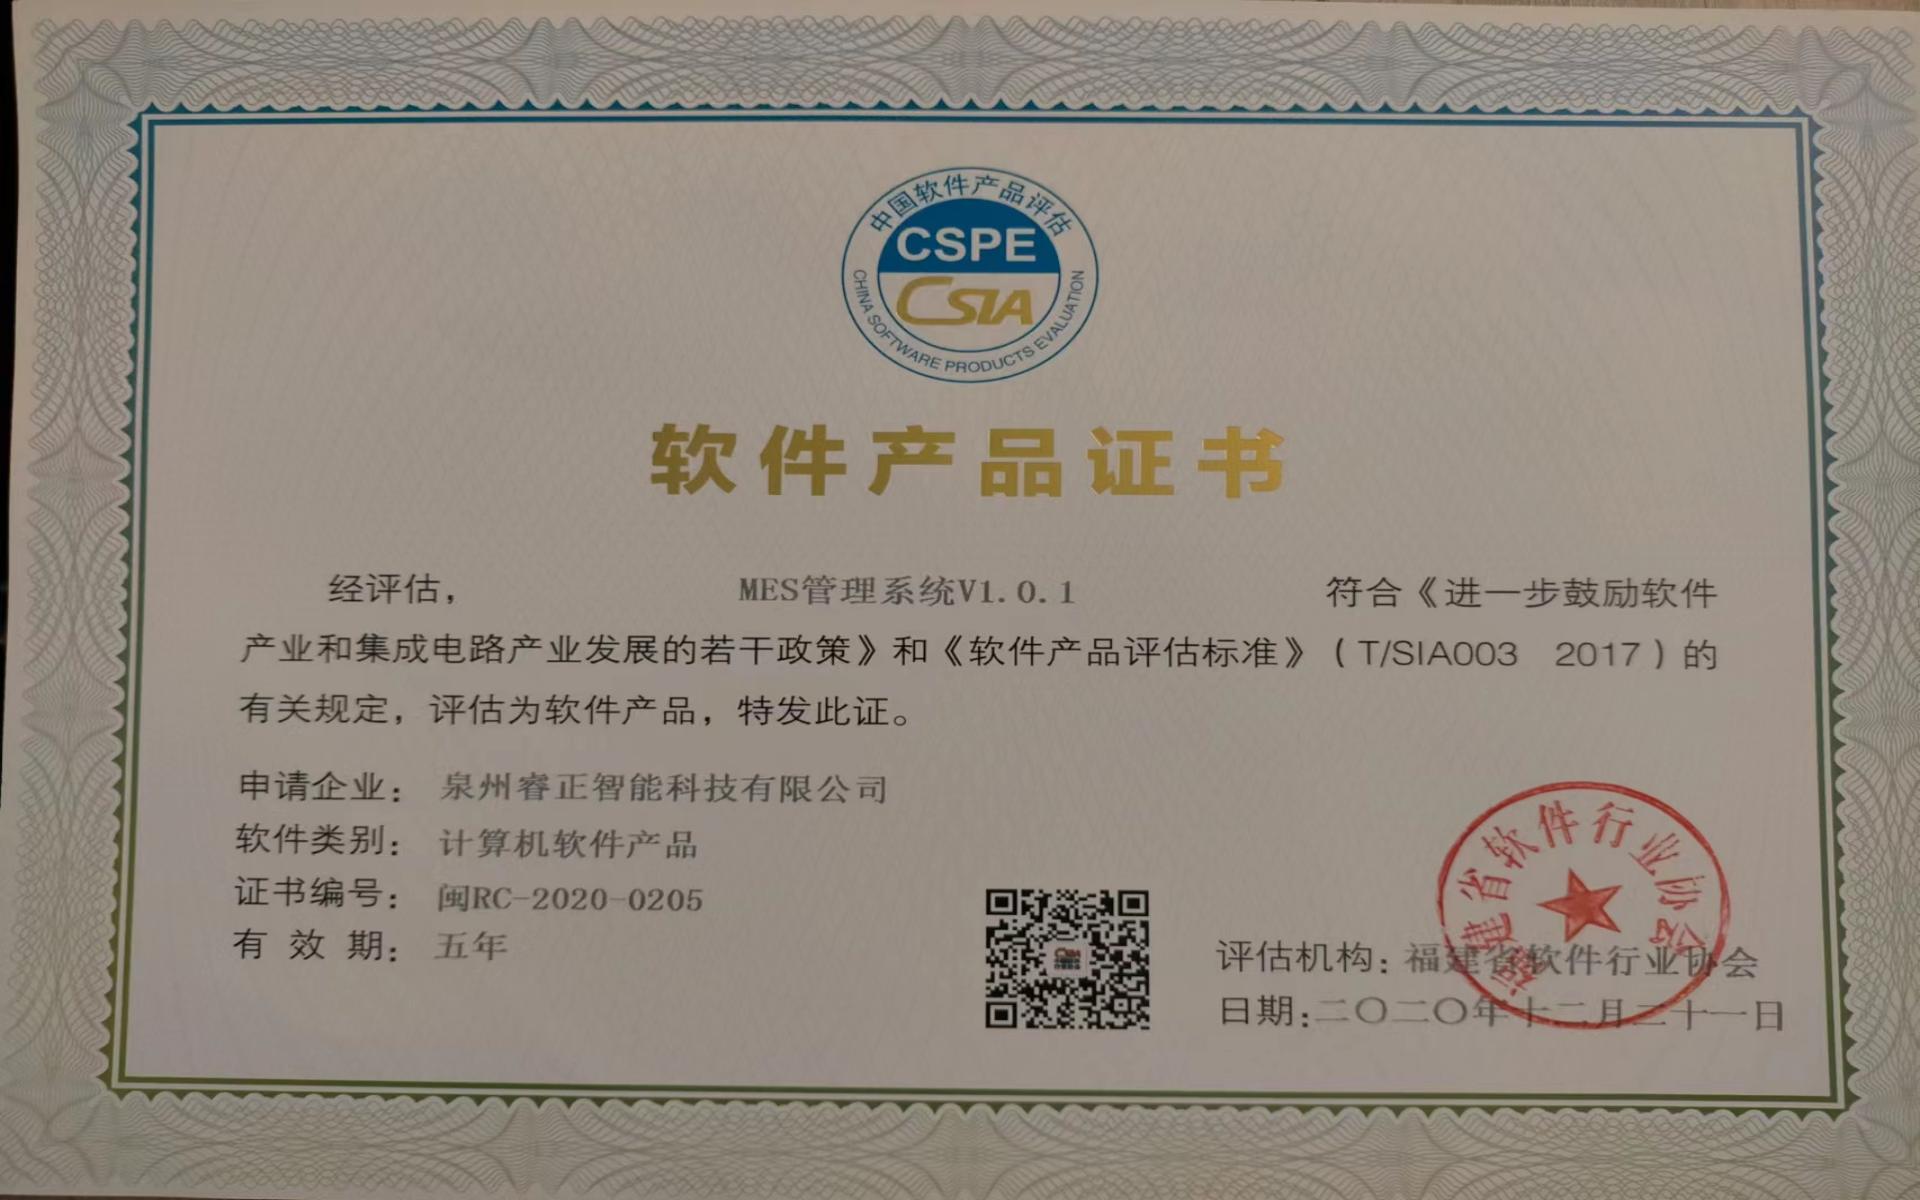 中国软件产品评估
CSPE
CSIA
CHINA SOFTWARE PRODUCTS EVALUATION
软件产品证书
经评估， MES管理系统V1.0.1 符合《进一步鼓励软件
产业和集成电路产业发展的若干政策》和《软件产品评估标准》（T/SIA003 2017）的
有关规定，评估为软件产品，特发此证。
申请企业：泉州睿正智能科技有限公司
软件类别：计算机软件产品
证书编号：闽RC-2020-0205
有效期：五年
评估机构：福建省软件行业协会
日期：二〇二〇年十二月二十一日
福建省软件行业协会